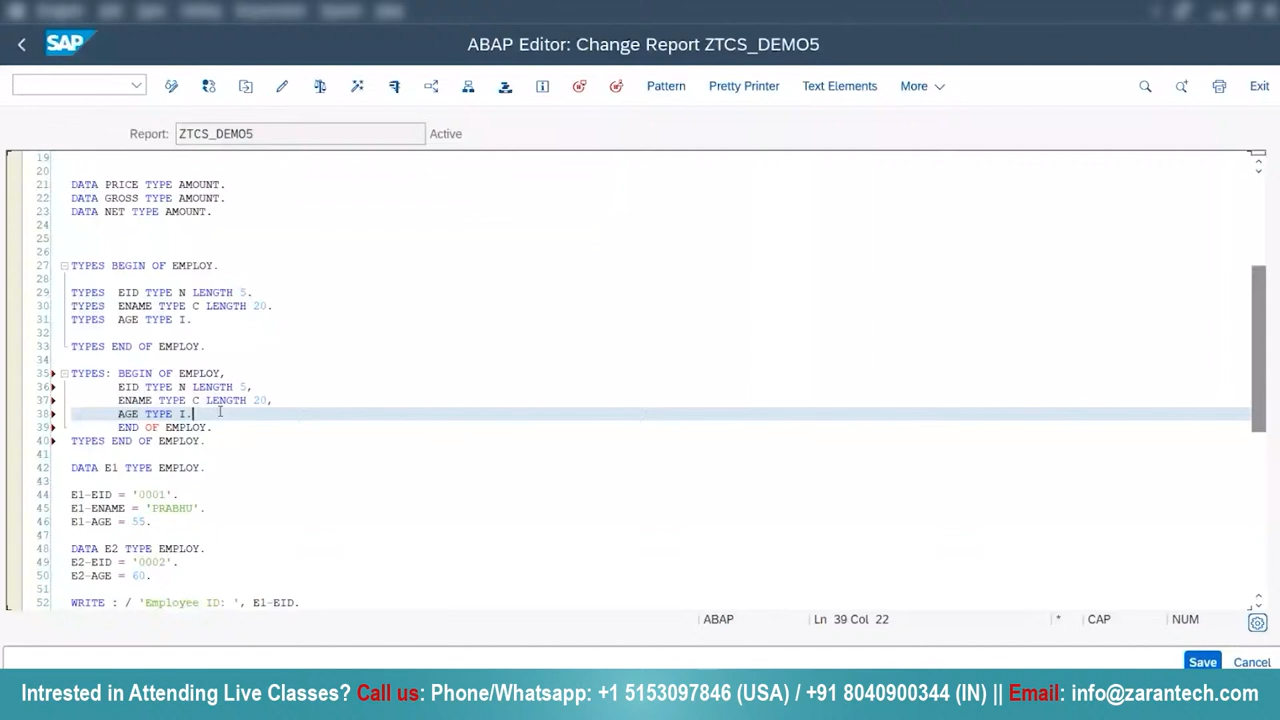 SAP
ABAP Editor: Change Report ZTCS_DEMO5
Pattern
Pretty Printer
Text Elements
More
Exit
Report:
ZTCS_DEMO5
Active
19
20
21 DATA PRICE TYPE AMOUNT.
22 DATA GROSS TYPE AMOUNT.
23 DATA NET TYPE AMOUNT.
24
25
26
27 TYPES BEGIN OF EMPLOY.
28
29 TYPES EID TYPE N LENGTH 5.
30 TYPES ENAME TYPE C LENGTH 20.
31 TYPES AGE TYPE I.
32
33 TYPES END OF EMPLOY.
34
35 TYPES: BEGIN OF EMPLOY,
36 EID TYPE N LENGTH 5,
37 ENAME TYPE C LENGTH 20,
38 AGE TYPE I.
39 END OF EMPLOY.
40 TYPES END OF EMPLOY.
41
42 DATA E1 TYPE EMPLOY.
43
44 E1-EID = '0001'.
45 E1-ENAME = 'PRABHU'.
46 E1-AGE = 55.
47
48 DATA E2 TYPE EMPLOY.
49 E2-EID = '0002'.
50 E2-AGE = 60.
51
52 WRITE : / 'Employee ID: ', E1-EID.
ABAP
Ln 39 Col 22
*
CAP
NUM
Save
Cancel
Intrested in Attending Live Classes? Call us: Phone/Whatsapp: +1 5153097846 (USA) / +91 8040900344 (IN) || Email: info@zarantech.com